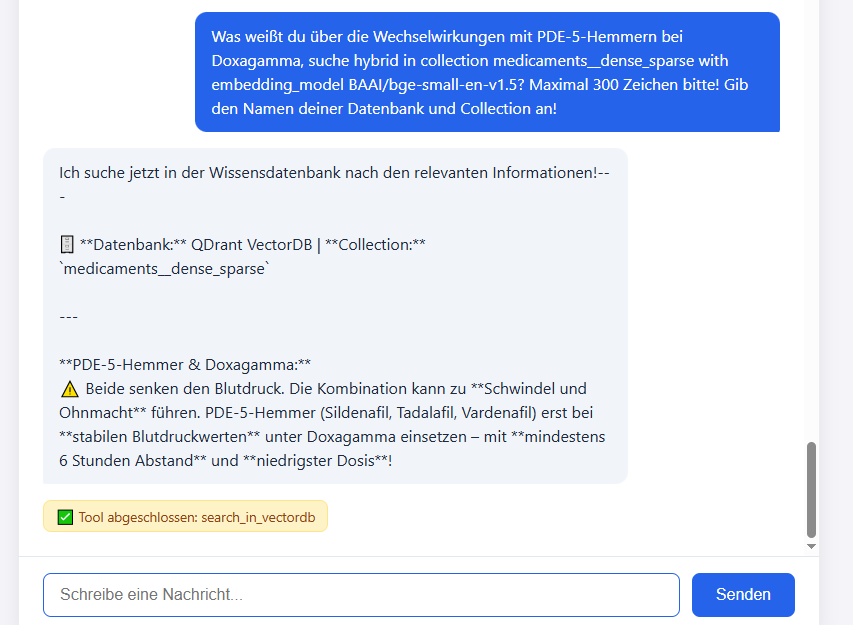 Was weißt du über die Wechselwirkungen mit PDE-5-Hemmern bei
Doxagamma, suche hybrid in collection medicaments__dense_sparse with
embedding_model BAAI/bge-small-en-v1.5? Maximal 300 Zeichen bitte! Gib
den Namen deiner Datenbank und Collection an!
Ich suche jetzt in der Wissensdatenbank nach den relevanten Informationen!--
-
🗄️ **Datenbank:** QDrant VectorDB | **Collection:**
`medicaments__dense_sparse`
---
**PDE-5-Hemmer & Doxagamma:**
⚠️ Beide senken den Blutdruck. Die Kombination kann zu **Schwindel und
Ohnmacht** führen. PDE-5-Hemmer (Sildenafil, Tadalafil, Vardenafil) erst bei
**stabilen Blutdruckwerten** unter Doxagamma einsetzen – mit **mindestens
6 Stunden Abstand** und **niedrigster Dosis**!
✅ Tool abgeschlossen: search_in_vectordb
Schreibe eine Nachricht...
Senden